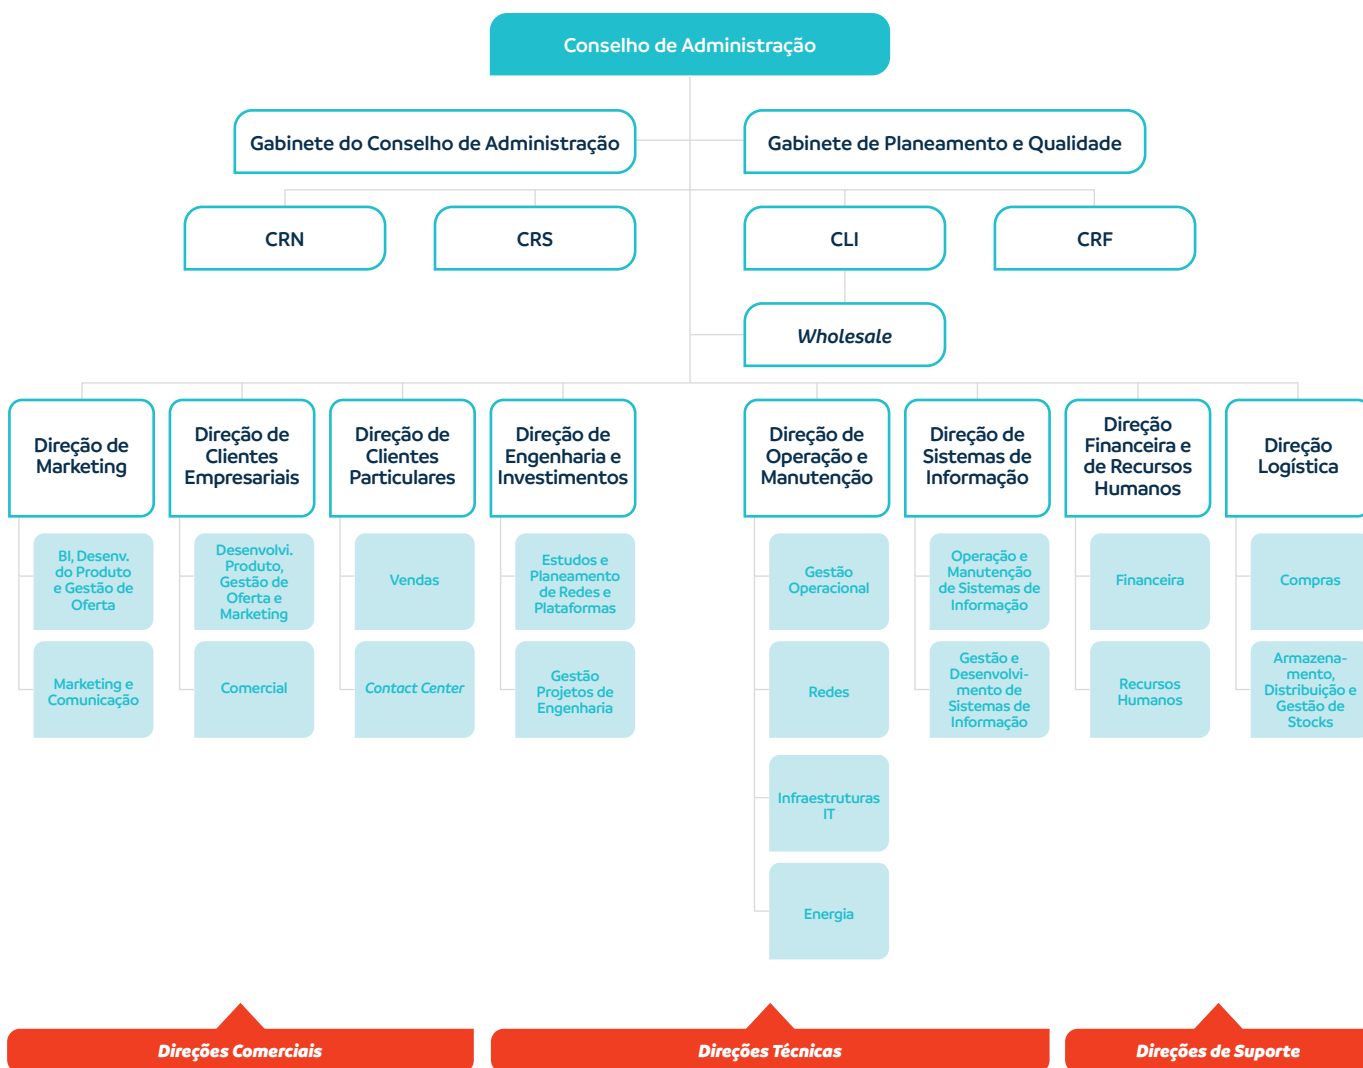 Conselho de Administração
Gabinete do Conselho de Administração
Gabinete de Planeamento e Qualidade
CRN
CRS
CLI
CRF
Wholesale
Direção de
Marketing
Direção de
Clientes
Empresariais
Direção de
Clientes
Particulares
Direção de
Engenharia e
Investimentos
Direção de
Operação e
Manutenção
Direção de
Sistemas de
Informação
Direção
Financeira e
de Recursos
Humanos
Direção
Logística
BI, Desenv.
do Produto
e Gestão de
Oferta
Desenvolvi.
Produto,
Gestão de
Oferta e
Marketing
Vendas
Estudos e
Planeamento
de Redes e
Plataformas
Gestão
Operacional
Operação e
Manutenção
de Sistemas de
Informação
Financeira
Compras
Marketing e
Comunicação
Comercial
Contact Center
Gestão
Projetos de
Engenharia
Redes
Gestão e
Desenvolvi-
mento de
Sistemas de
Informação
Recursos
Humanos
Armazena-
mento,
Distribuição e
Gestão de
Stocks
Infraestruturas
IT
Energia
Direções Comerciais
Direções Técnicas
Direções de Suporte